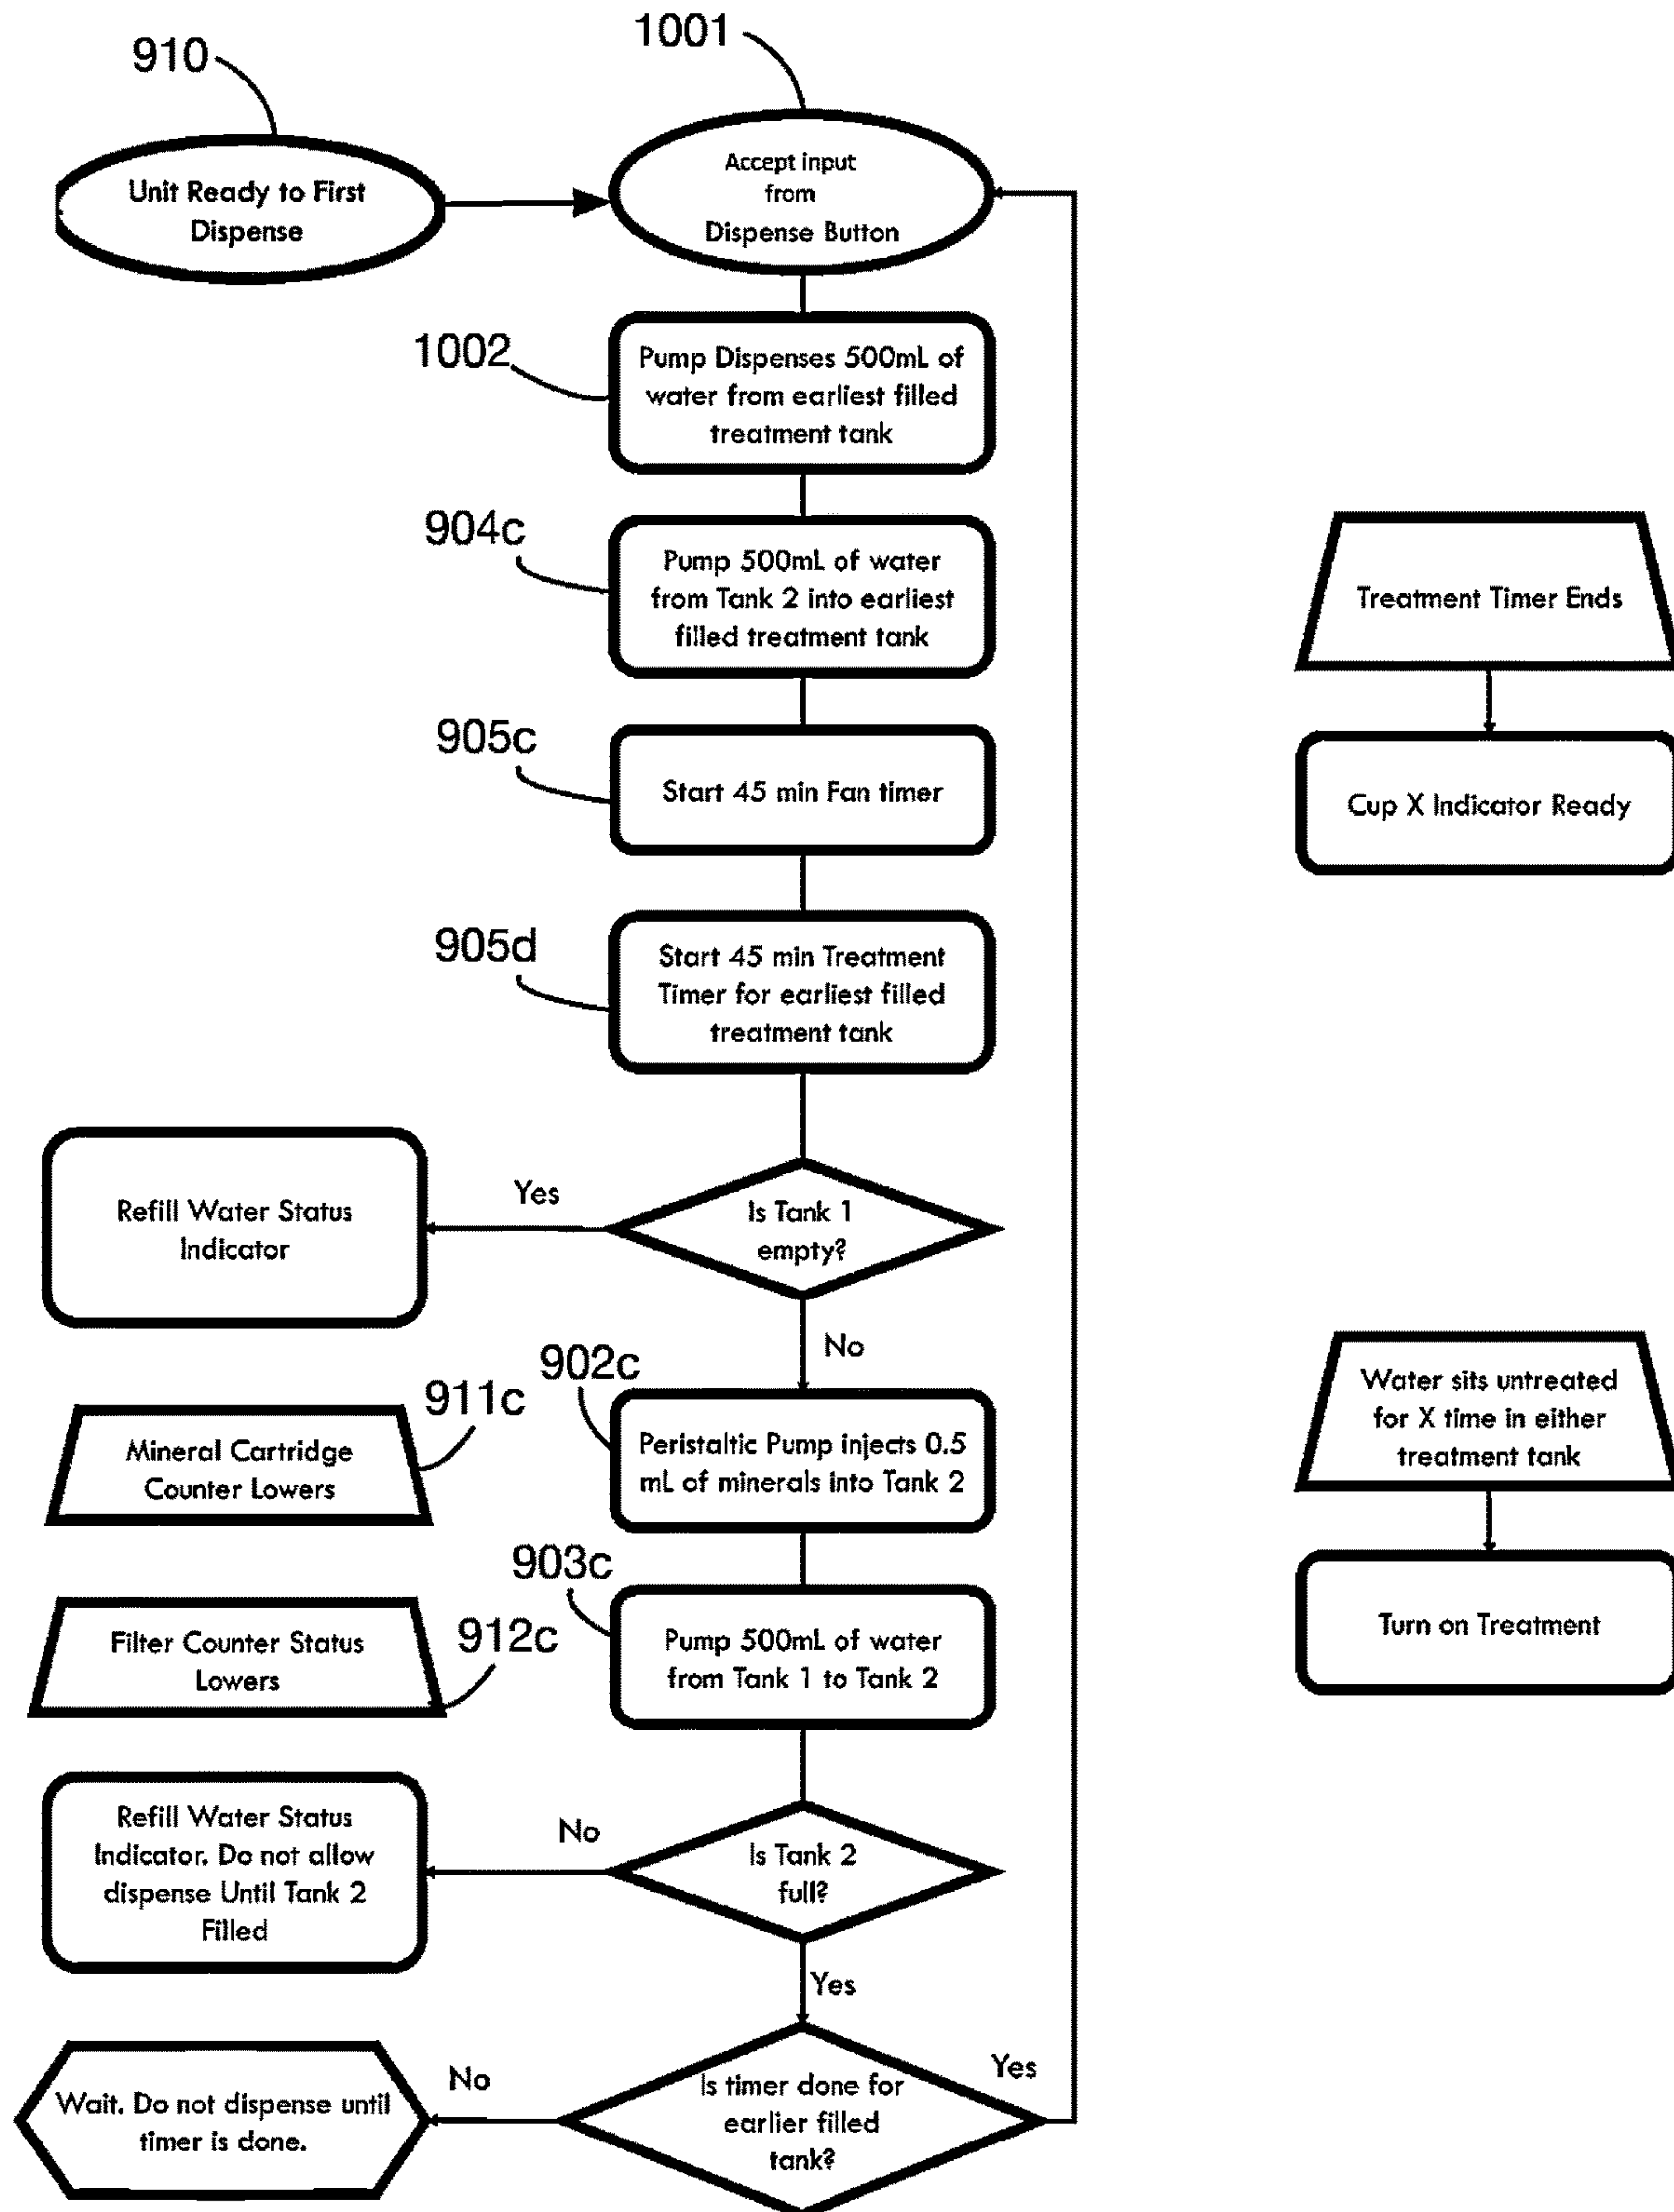 910
1001
Unit Ready to First
Dispense
Accept input
from
Dispense Button
1002
Pump Dispenses 500mL of
water from earliest filled
treatment tank
904c
Pump 500mL of water
from Tank 2 into earliest
filled treatment tank
Treatment Timer Ends
905c
Start 45 min Fan timer
Cup X Indicator Ready
905d
Start 45 min Treatment
Timer for earliest filled
treatment tank
Refill Water Status
Indicator
Yes
Is Tank 1
empty?
No
902c
911c
Mineral Cartridge
Counter Lowers
Peristaltic Pump injects 0.5
mL of minerals into Tank 2
Water sits untreated
for X time in either
treatment tank
903c
912c
Filter Counter Status
Lowers
Pump 500mL of water
from Tank 1 to Tank 2
Turn on Treatment
Refill Water Status
Indicator. Do not allow
dispense Until Tank 2
Filled
No
Is Tank 2
full?
Yes
Wait. Do not dispense until
timer is done.
No
Is timer done for
earlier filled
tank?
Yes